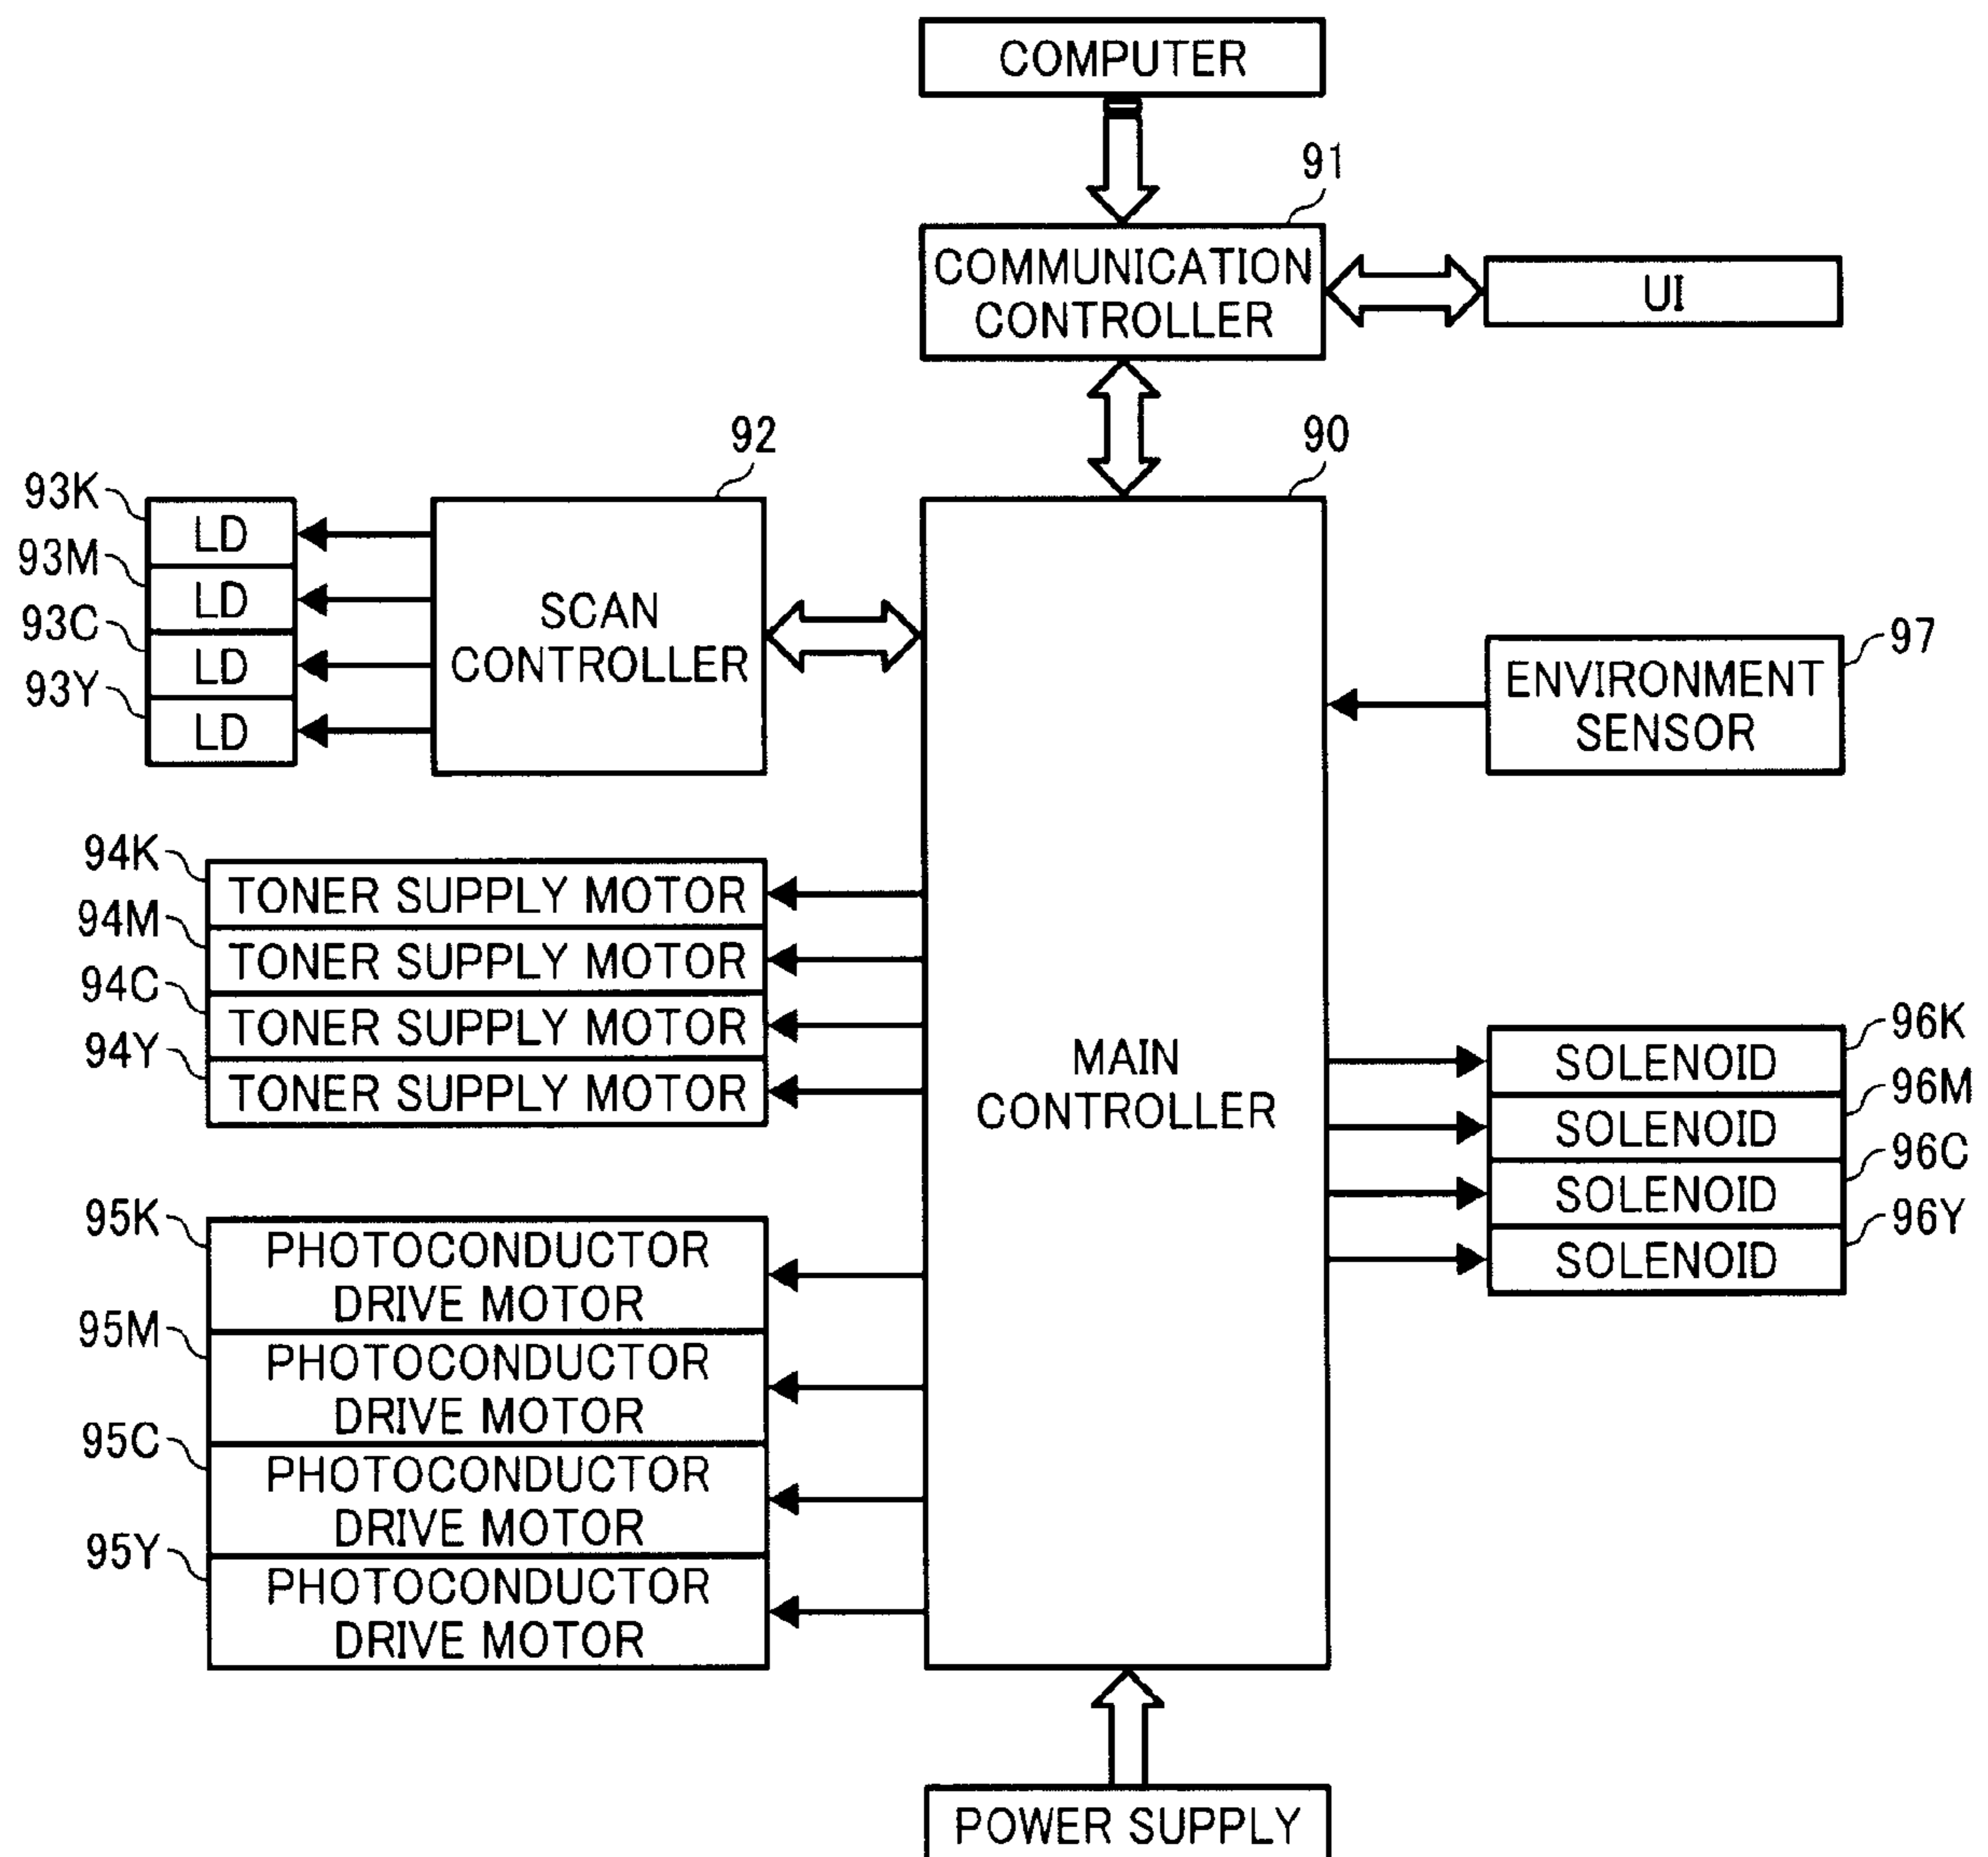 COMPUTER
91
COMMUNICATION
CONTROLLER
UI
92
90
93K
LD
93M
LD
93C
LD
93Y
LD
SCAN
CONTROLLER
97
ENVIRONMENT
SENSOR
94K
TONER SUPPLY MOTOR
94M
TONER SUPPLY MOTOR
94C
TONER SUPPLY MOTOR
94Y
TONER SUPPLY MOTOR
MAIN
CONTROLLER
96K
SOLENOID
96M
SOLENOID
96C
SOLENOID
96Y
SOLENOID
95K
PHOTOCONDUCTOR
DRIVE MOTOR
95M
PHOTOCONDUCTOR
DRIVE MOTOR
95C
PHOTOCONDUCTOR
DRIVE MOTOR
95Y
PHOTOCONDUCTOR
DRIVE MOTOR
POWER SUPPLY